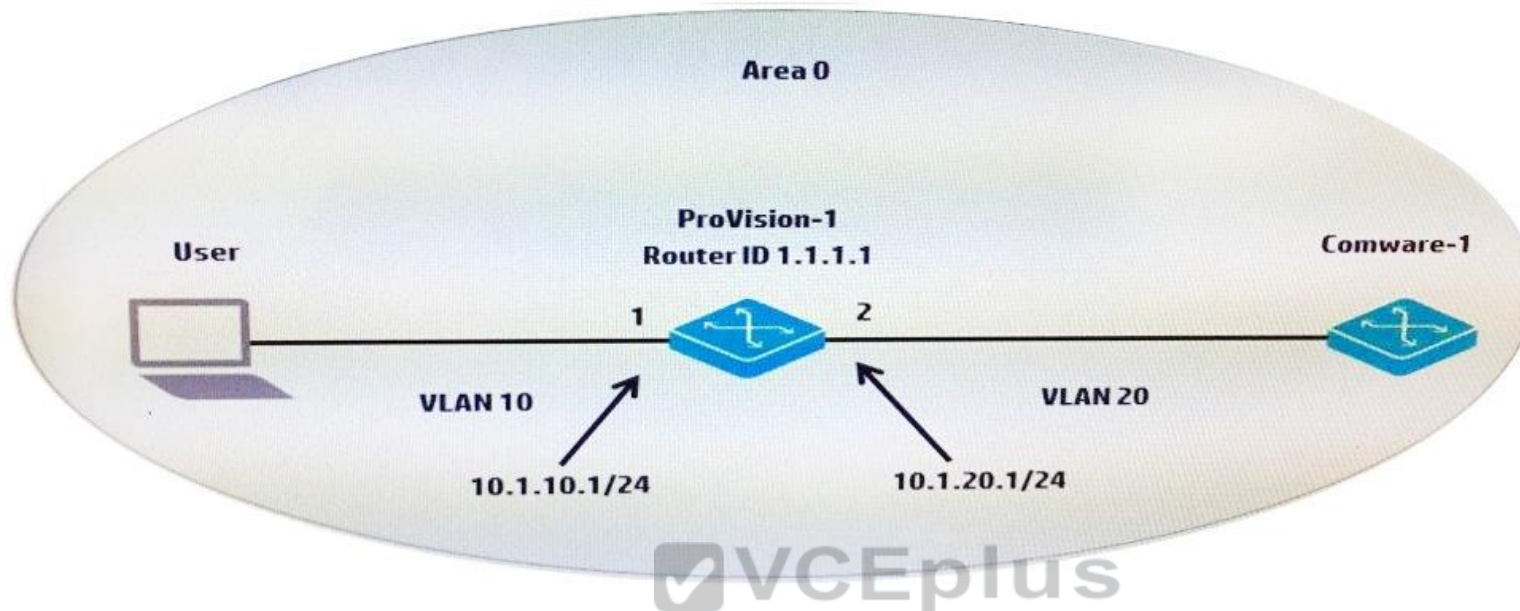 Area 0
ProVision-1
Router ID 1.1.1.1
User
Comware-1
1
2
VLAN 10
VLAN 20
10.1.10.1/24
10.1.20.1/24
VCEplus